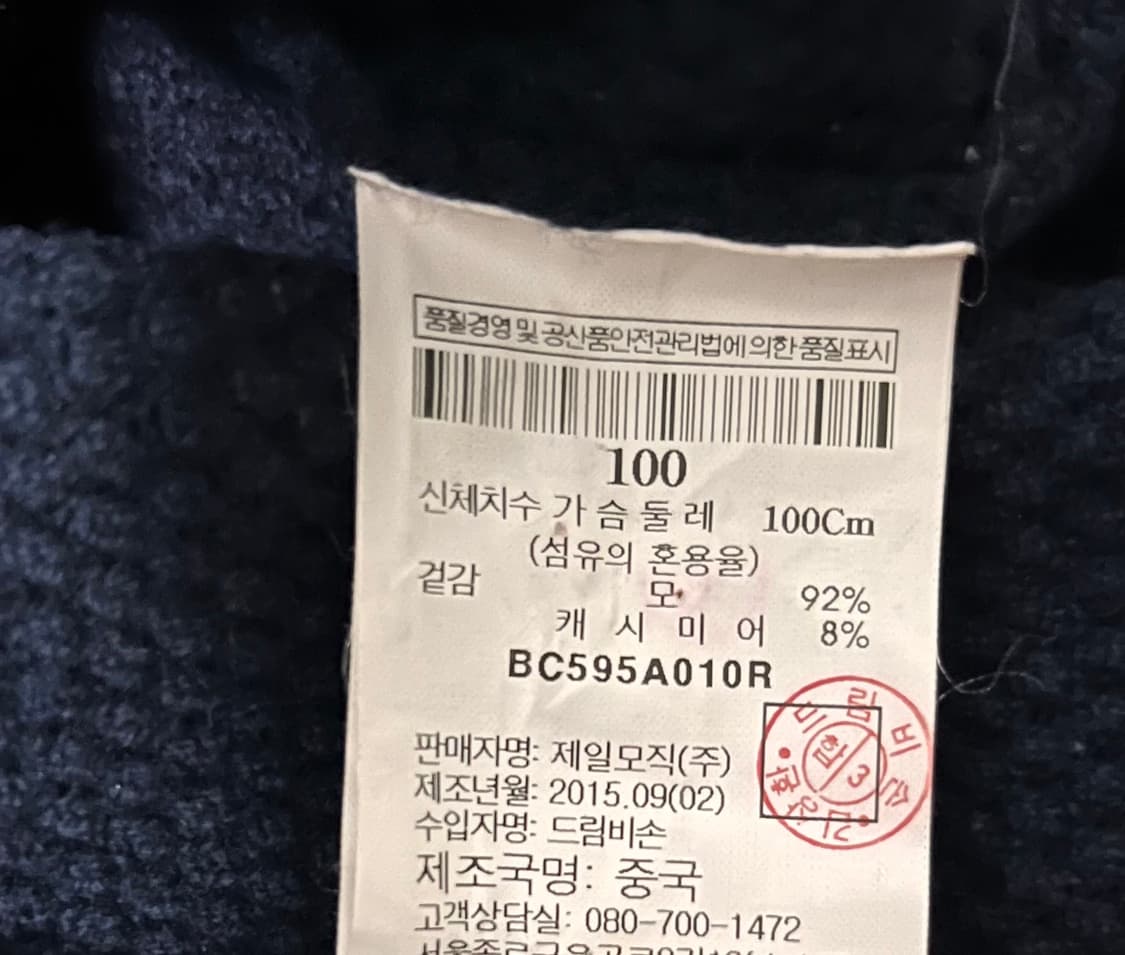 품질경영 및 공산품안전관리법에 의한 품질표시
100
신체치수 가 슴 둘 레 100Cm
(섬유의 혼용율)
겉감 모 92%
캐 시 미 어 8%
BC595A010R
판매자명: 제일모직(주)
제조년월: 2015.09(02)
수입자명: 드림비손
제조국명: 중국
고객상담실: 080-700-1472
합 3